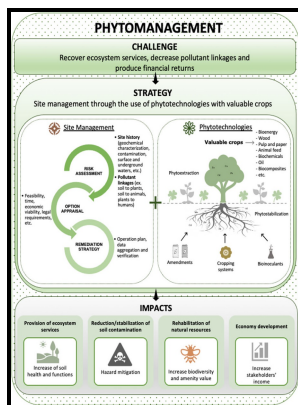 PHYTOMANAGEMENT
CHALLENGE
Recover ecosystem services, decrease pollutant linkages and
produce financial returns
STRATEGY
Site management through the use of phytotechnologies with valuable crops
Site Management
RISK
ASSESSMENT
• Site history
(geochemical
characterization,
contamination,
surface and
underground
waters, etc.)
• Pollutant
linkages (ex.
soil to plants,
soil to animals,
plants to
humans)
• Feasibility,
time,
economic
viability, legal
requirements,
etc.
OPTION
APPRAISAL
REMEDIATION
STRATEGY
• Operation plan,
data
aggregation and
verification
+
Phytotechnologies
Valuable crops
- Bioenergy
- Wood
- Pulp and paper
- Animal feed
- Biochemicals
- Oil
- Biocomposites
- etc.
Phytoextraction
Phytostabilization
Amendments
Cropping
systems
Bioinoculants
IMPACTS
Provision of ecosystem
services
Increase of soil
health and functions
Reduction/stabilization of
soil contamination
Hazard mitigation
Rehabilitation of
natural resources
Increase biodiversity
and amenity value
Economy development
Increase
stakeholders'
income